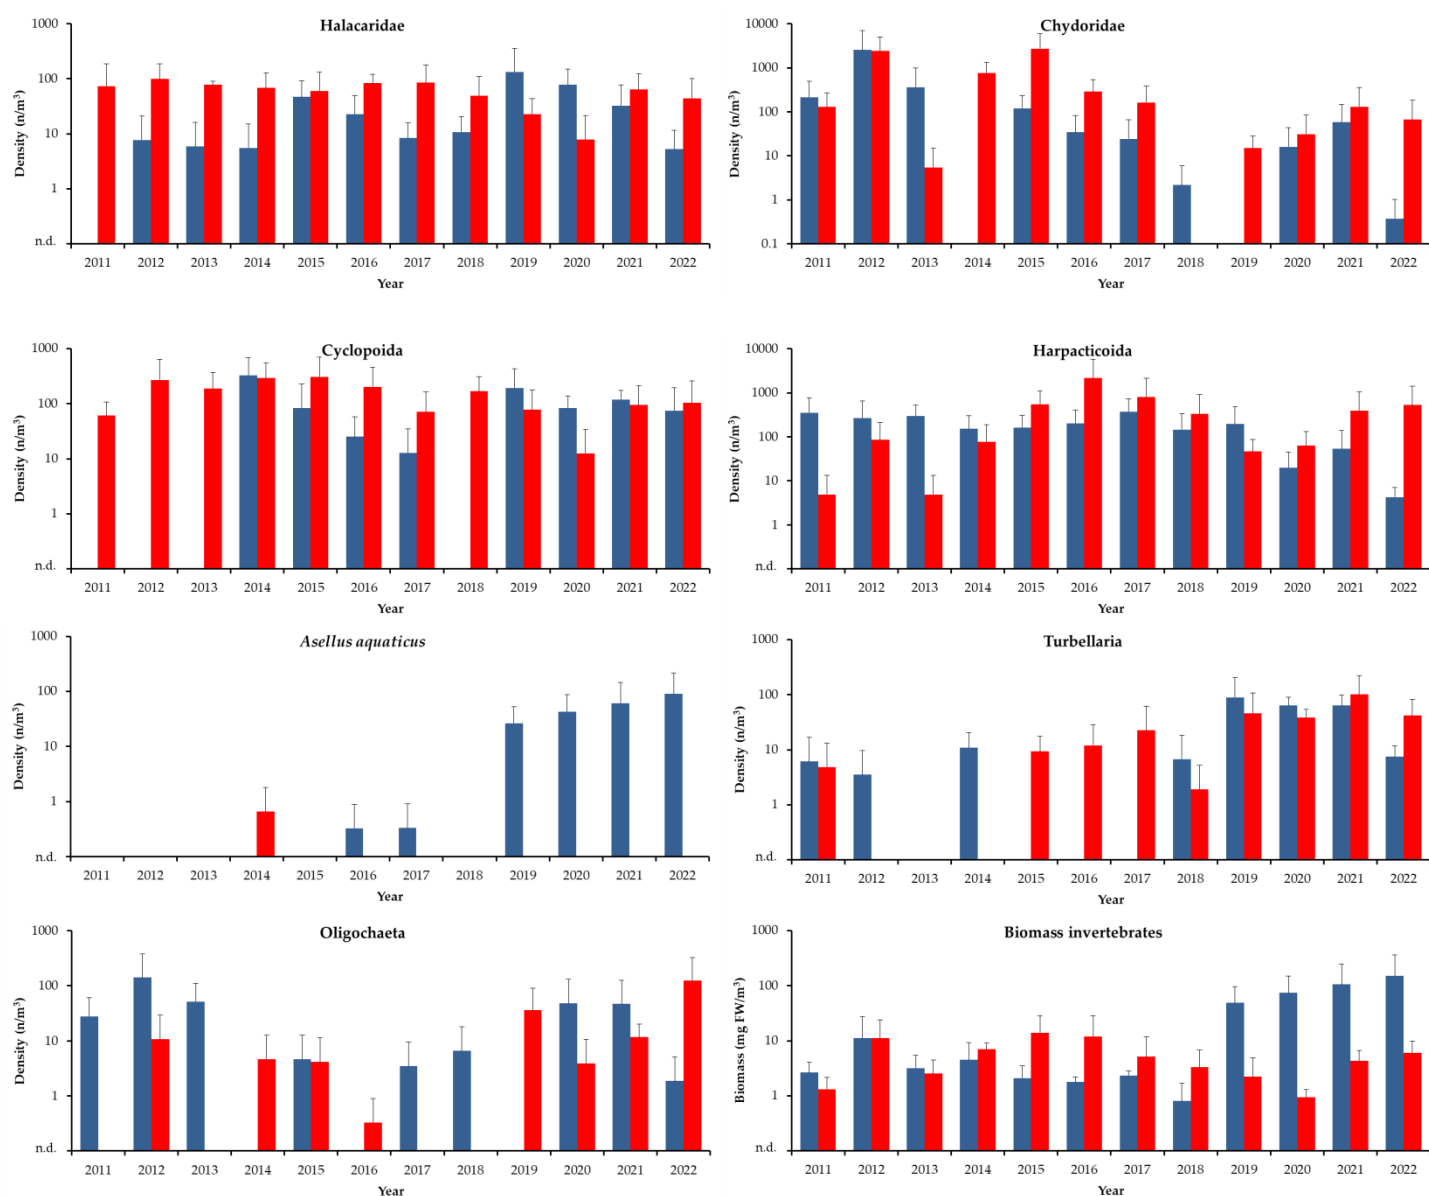 Halacaridae
Density (n/m³)
1000
100
10
1
n.d.
2011 2012 2013 2014 2015 2016 2017 2018 2019 2020 2021 2022
Year
Chydoridae
Density (n/m³)
10000
1000
100
10
1
0.1
2011 2012 2013 2014 2015 2016 2017 2018 2019 2020 2021 2022
Year
Cyclopoida
Density (n/m³)
1000
100
10
1
n.d.
2011 2012 2013 2014 2015 2016 2017 2018 2019 2020 2021 2022
Year
Harpacticoida
Density (n/m³)
10000
1000
100
10
1
n.d.
2011 2012 2013 2014 2015 2016 2017 2018 2019 2020 2021 2022
Year
Asellus aquaticus
Density (n/m³)
1000
100
10
1
n.d.
2011 2012 2013 2014 2015 2016 2017 2018 2019 2020 2021 2022
Year
Turbellaria
Density (n/m³)
1000
100
10
1
n.d.
2011 2012 2013 2014 2015 2016 2017 2018 2019 2020 2021 2022
Year
Oligochaeta
Density (n/m³)
1000
100
10
1
n.d.
2011 2012 2013 2014 2015 2016 2017 2018 2019 2020 2021 2022
Year
Biomass invertebrates
Biomass (mg FW/m³)
1000
100
10
1
n.d.
2011 2012 2013 2014 2015 2016 2017 2018 2019 2020 2021 2022
Year